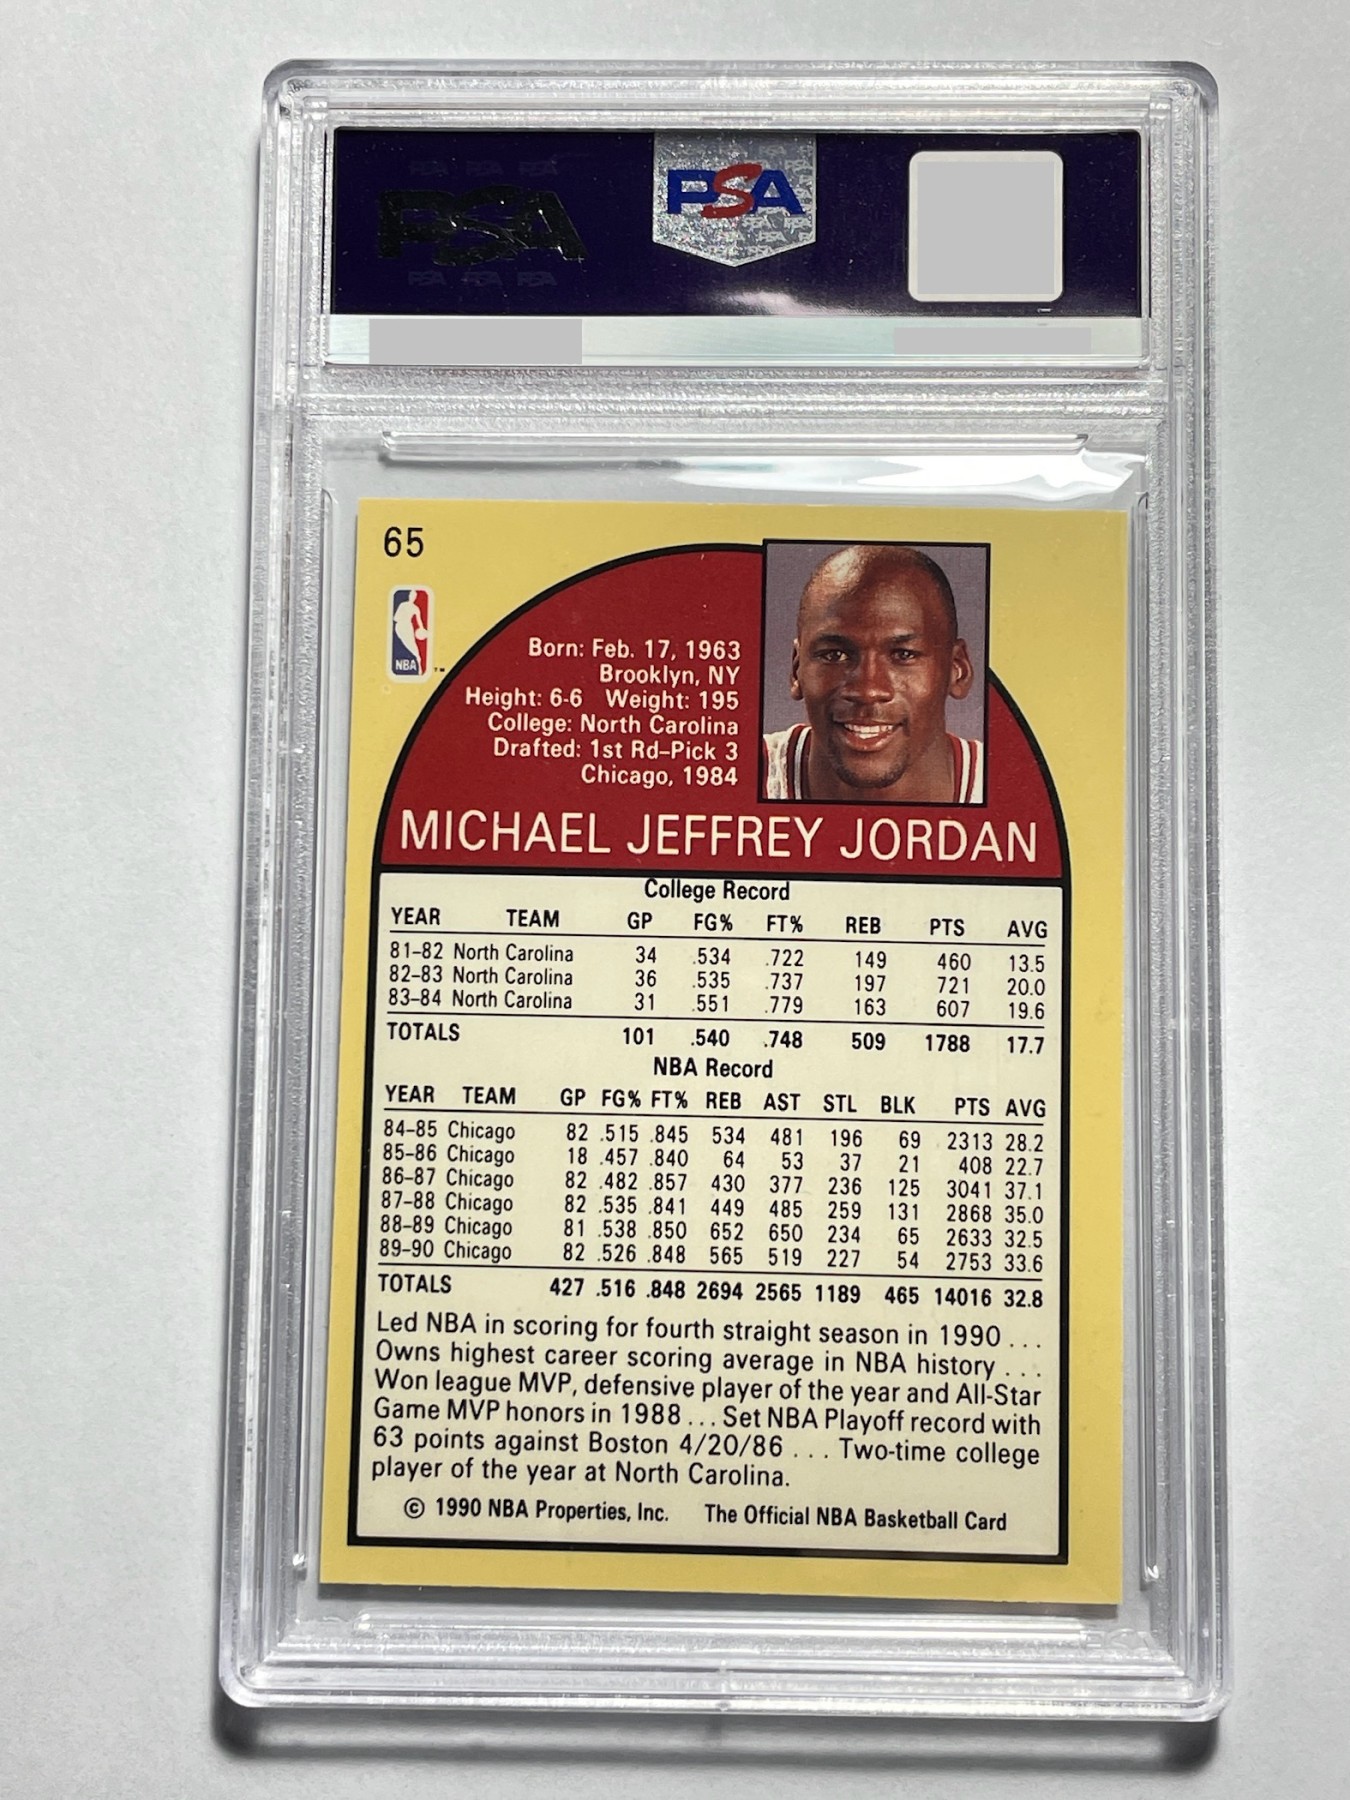 PSA PSA PSA
PSA
PSA PSA PSA
PSA
65
NBA
Born: Feb. 17, 1963
Brooklyn, NY
Height: 6-6 Weight: 195
College: North Carolina
Drafted: 1st Rd–Pick 3
Chicago, 1984
MICHAEL JEFFREY JORDAN
College Record
YEAR TEAM GP FG% FT% REB PTS AVG
81–82 North Carolina 34 .534 .722 149 460 13.5
82–83 North Carolina 36 .535 .737 197 721 20.0
83–84 North Carolina 31 .551 .779 163 607 19.6
TOTALS 101 .540 .748 509 1788 17.7
NBA Record
YEAR TEAM GP FG% FT% REB AST STL BLK PTS AVG
84–85 Chicago 82 .515 .845 534 481 196 69 2313 28.2
85–86 Chicago 18 .457 .840 64 53 37 21 408 22.7
86–87 Chicago 82 .482 .857 430 377 236 125 3041 37.1
87–88 Chicago 82 .535 .841 449 485 259 131 2868 35.0
88–89 Chicago 81 .538 .850 652 650 234 65 2633 32.5
89–90 Chicago 82 .526 .848 565 519 227 54 2753 33.6
TOTALS 427 .516 .848 2694 2565 1189 465 14016 32.8
Led NBA in scoring for fourth straight season in 1990 . . .
Owns highest career scoring average in NBA history . . .
Won league MVP, defensive player of the year and All-Star
Game MVP honors in 1988 . . . Set NBA Playoff record with
63 points against Boston 4/20/86 . . . Two-time college
player of the year at North Carolina.
© 1990 NBA Properties, Inc. The Official NBA Basketball Card